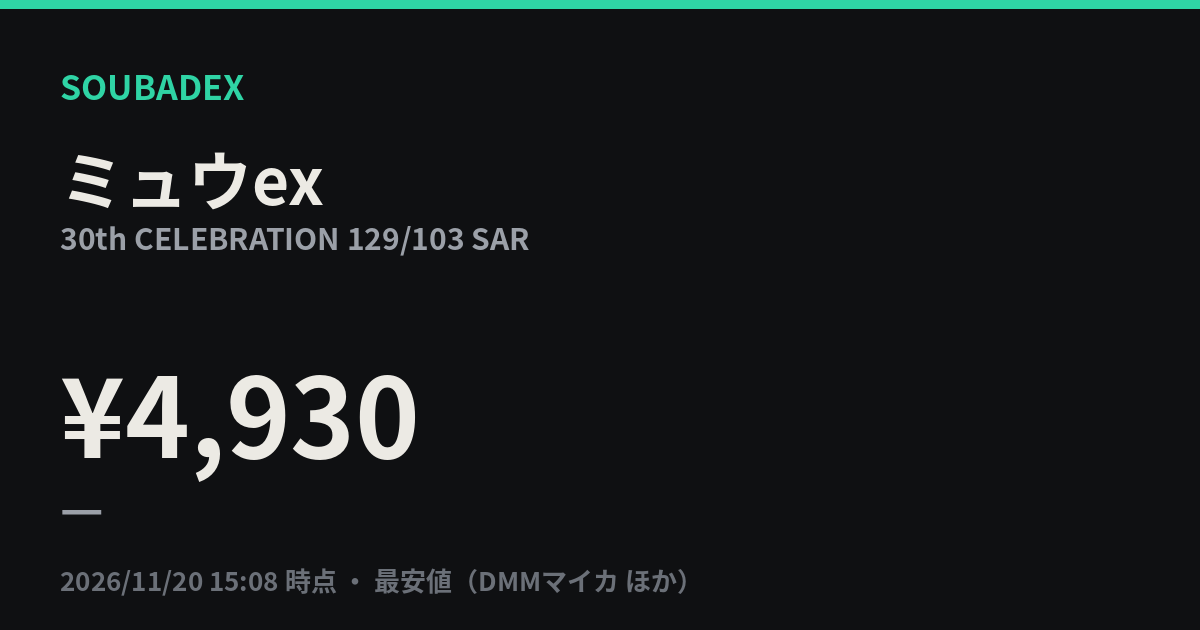 SOUBADEX
ミュウex
30th CELEBRATION 129/103 SAR
¥4,930
—
2026/11/20 15:08 時点 ・ 最安値（DMMマイカ ほか）